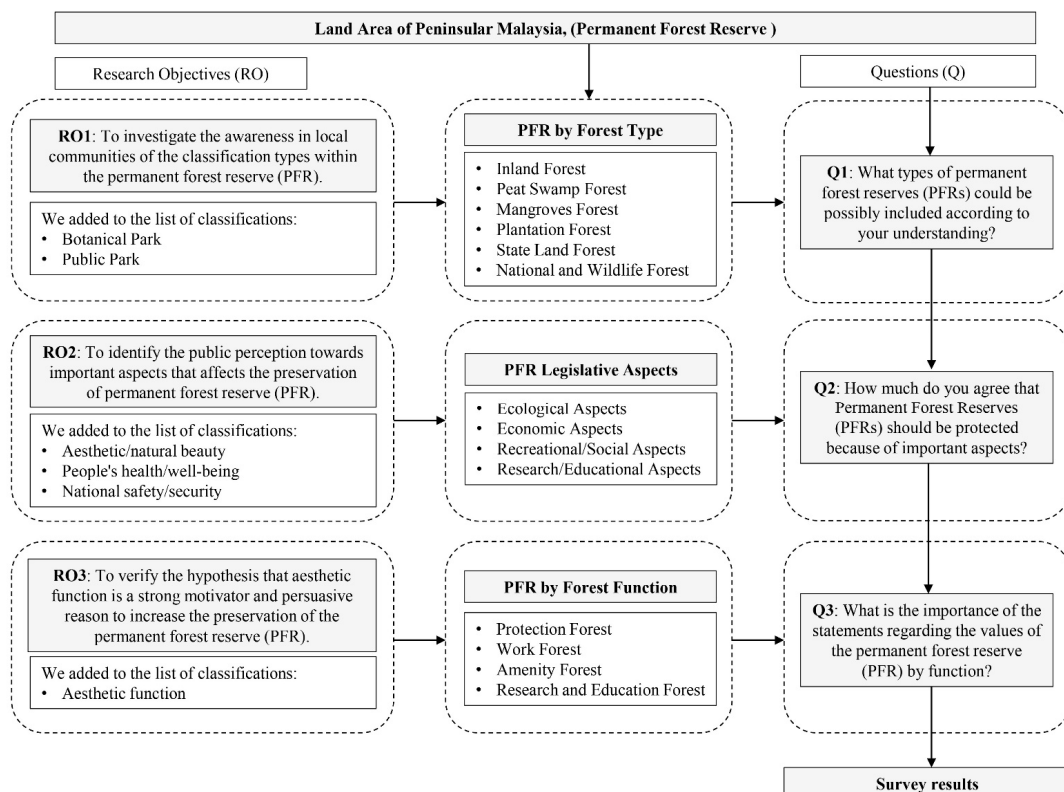 Land Area of Peninsular Malaysia, (Permanent Forest Reserve )
Research Objectives (RO)
Questions (Q)
RO1: To investigate the awareness in local
communities of the classification types within
the permanent forest reserve (PFR).
We added to the list of classifications:
• Botanical Park
• Public Park
PFR by Forest Type
• Inland Forest
• Peat Swamp Forest
• Mangroves Forest
• Plantation Forest
• State Land Forest
• National and Wildlife Forest
Q1: What types of permanent
forest reserves (PFRs) could be
possibly included according to
your understanding?
RO2: To identify the public perception towards
important aspects that affects the preservation
of permanent forest reserve (PFR).
We added to the list of classifications:
• Aesthetic/natural beauty
• People's health/well-being
• National safety/security
PFR Legislative Aspects
• Ecological Aspects
• Economic Aspects
• Recreational/Social Aspects
• Research/Educational Aspects
Q2: How much do you agree that
Permanent Forest Reserves
(PFRs) should be protected
because of important aspects?
RO3: To verify the hypothesis that aesthetic
function is a strong motivator and persuasive
reason to increase the preservation of the
permanent forest reserve (PFR).
We added to the list of classifications:
• Aesthetic function
PFR by Forest Function
• Protection Forest
• Work Forest
• Amenity Forest
• Research and Education Forest
Q3: What is the importance of the
statements regarding the values of
the permanent forest reserve
(PFR) by function?
Survey results